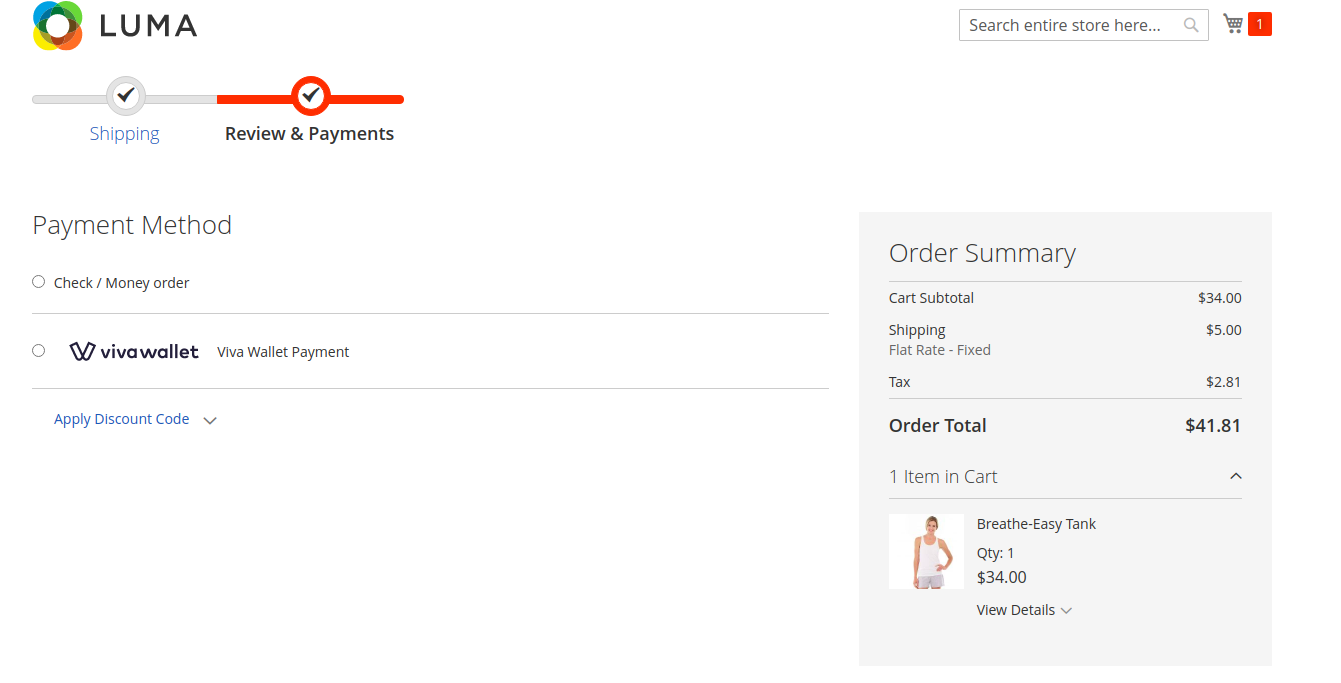 LUMA
Search entire store here...
1
Shipping
Review & Payments
Payment Method
Check / Money order
vivawallet Viva Wallet Payment
Apply Discount Code
Order Summary
Cart Subtotal $34.00
Shipping $5.00
Flat Rate - Fixed
Tax $2.81
Order Total $41.81
1 Item in Cart
Breathe-Easy Tank
Qty: 1
$34.00
View Details